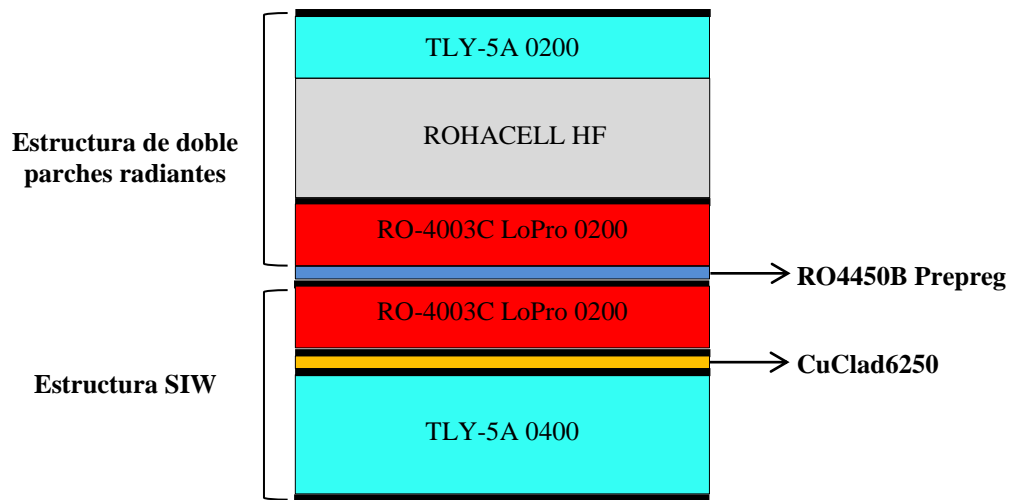 TLY-5A 0200
Estructura de doble
parches radiantes
ROHACELL HF
RO-4003C LoPro 0200
RO4450B Prepreg
RO-4003C LoPro 0200
CuClad6250
Estructura SIW
TLY-5A 0400